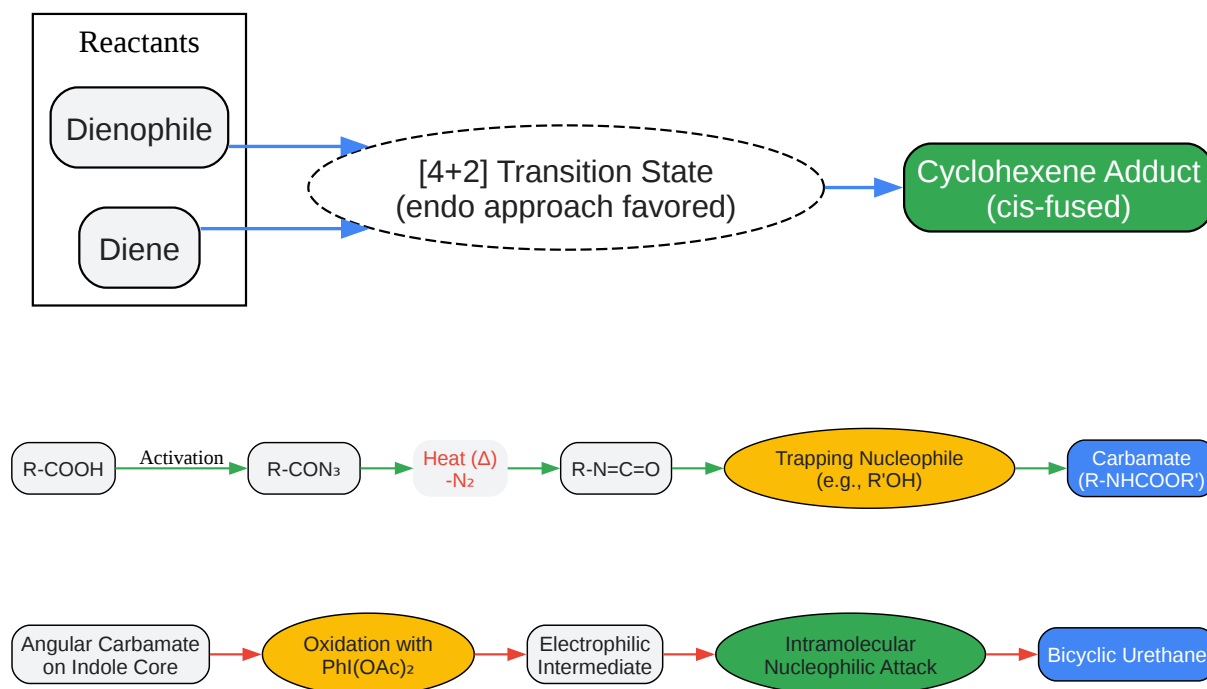 Reactants
Dienophile
Diene
[4+2] Transition State
(endo approach favored)
Cyclohexene Adduct
(cis-fused)
R-COOH
Activation
R-CON₃
Heat (Δ)
-N₂
R-N=C=O
Trapping Nucleophile
(e.g., R'OH)
Carbamate
(R-NHCOOR')
Angular Carbamate
on Indole Core
Oxidation with
PhI(OAc)₂
Electrophilic
Intermediate
Intramolecular
Nucleophilic Attack
Bicyclic Urethane